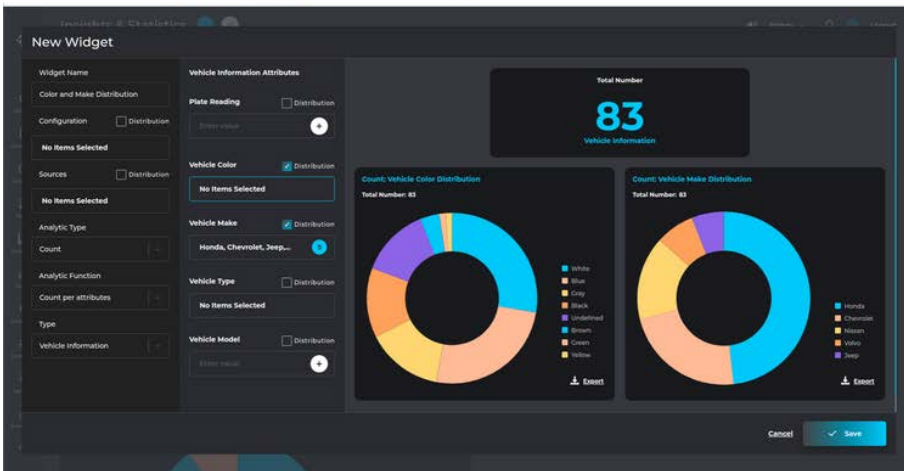 Insights & Statistics
New Widget
Widget Name
Color and Make Distribution
Configuration
Distribution
No Items Selected
Sources
Distribution
No Items Selected
Analytic Type
Count
Analytic Function
Count per attributes
Type
Vehicle Information
Vehicle Information Attributes
Plate Reading
Distribution
Enter value
Vehicle Color
Distribution
No Items Selected
Vehicle Make
Distribution
Honda, Chevrolet, Jeep,...
Vehicle Type
Distribution
No Items Selected
Vehicle Model
Distribution
Enter value
Total Number
83
Vehicle Information
Count: Vehicle Color Distribution
Total Number: 83
White
Blue
Gray
Black
Undefined
Brown
Green
Yellow
Export
Count: Vehicle Make Distribution
Total Number: 83
Honda
Chevrolet
Nissan
Volvo
Jeep
Export
Cancel
Save